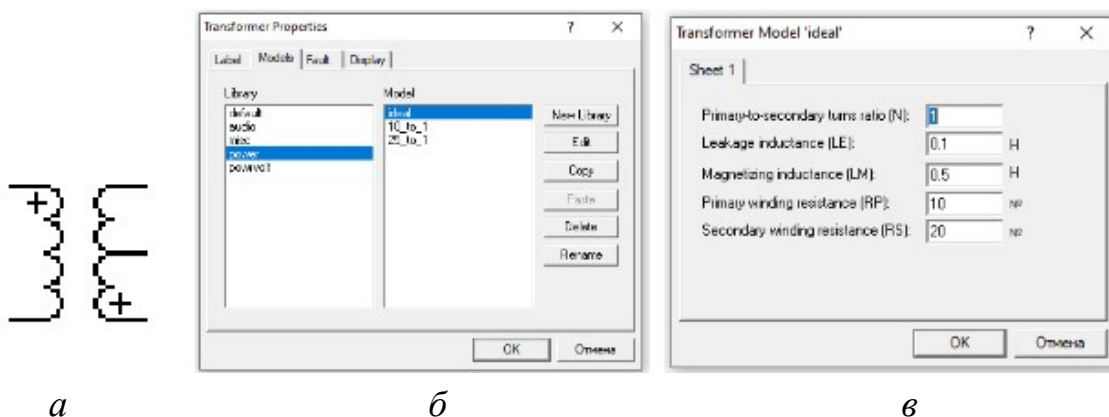 Transformer Properties ? X
Label Models Fault Display
Library
default
audio
misc
power
powrvolt
Model
ideal
10_to_1
25_to_1
New Library
Edit
Copy
Paste
Delete
Rename
OK Отмена
Transformer Model 'ideal' ? X
Sheet 1
Primary-to-secondary turns ratio (N): 1
Leakage inductance (LE): 0.1 H
Magnetizing inductance (LM): 0.5 H
Primary winding resistance (RP): 10
Secondary winding resistance (RS): 20
OK Отмена
+
+
а б в